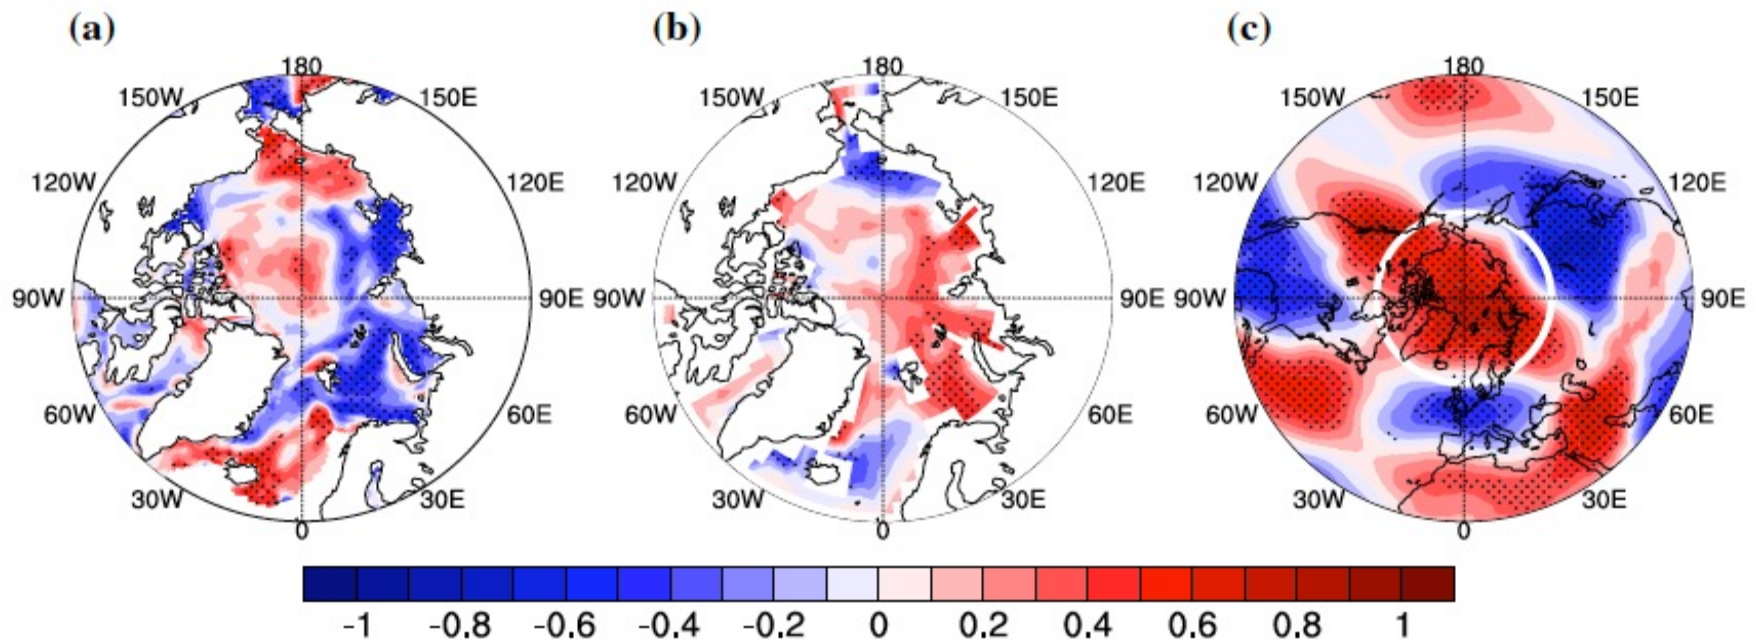 (a) (b) (c)
180 180 180
150W 150E 150W 150E 150W 150E
120W 120E 120W 120E 120W 120E
90W 90E 90W 90E 90W 90E
60W 60E 60W 60E 60W 60E
30W 30E 30W 30E 30W 30E
0 0 0
-1 -0.8 -0.6 -0.4 -0.2 0 0.2 0.4 0.6 0.8 1